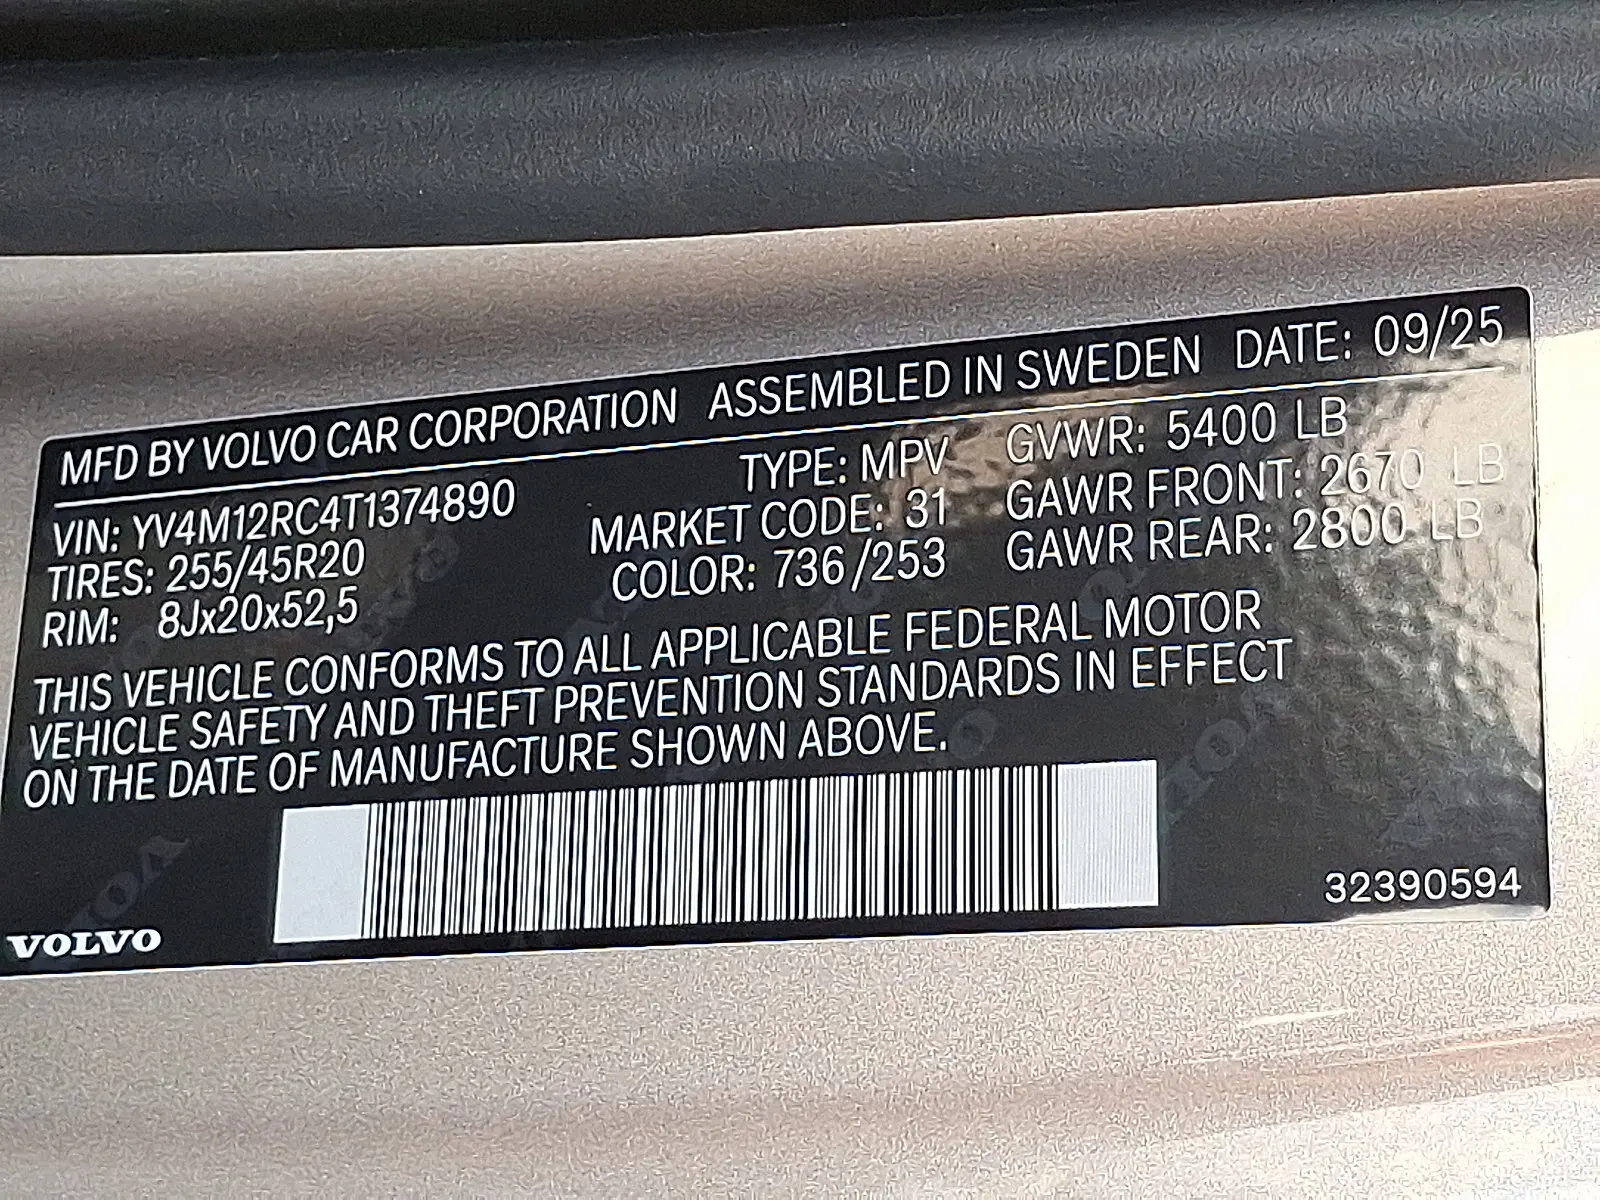 MFD BY VOLVO CAR CORPORATION ASSEMBLED IN SWEDEN DATE: 09/25
VIN: YV4M12RC4T1374890 TYPE: MPV GVWR: 5400 LB
TIRES: 255/45R20 MARKET CODE: 31 GAWR FRONT: 2670 LB
RIM: 8Jx20x52,5 COLOR: 736/253 GAWR REAR: 2800 LB
THIS VEHICLE CONFORMS TO ALL APPLICABLE FEDERAL MOTOR
VEHICLE SAFETY AND THEFT PREVENTION STANDARDS IN EFFECT
ON THE DATE OF MANUFACTURE SHOWN ABOVE.
VOLVO 32390594